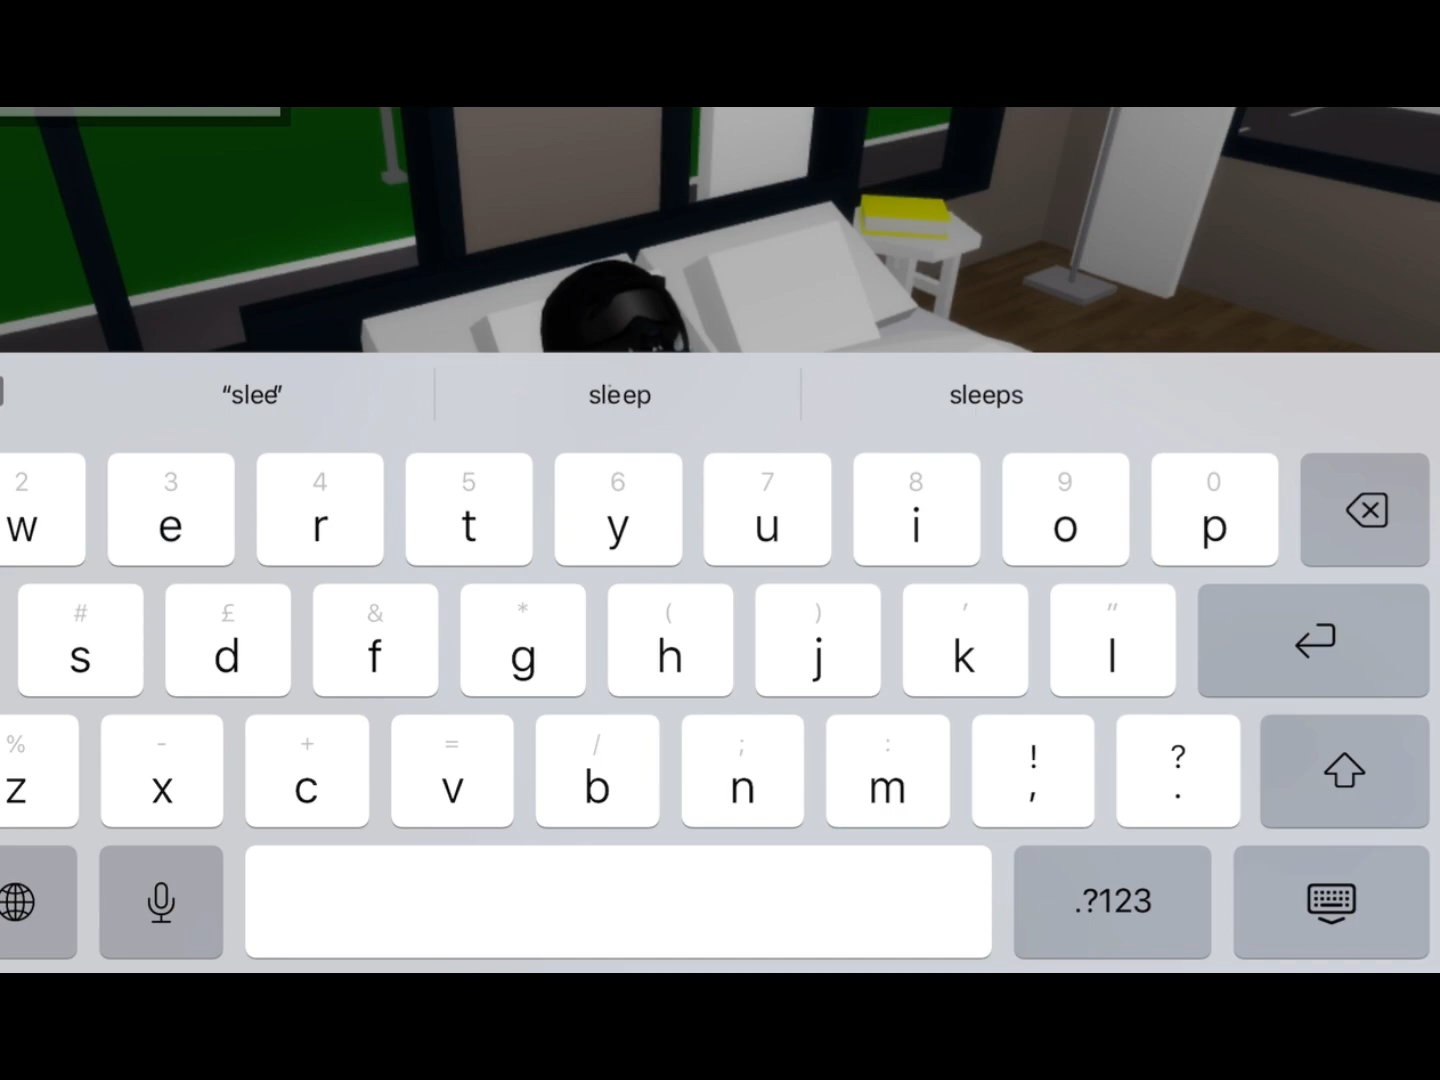 “slee” sleep sleeps
2 3 4 5 6 7 8 9 0
w e r t y u i o p
# £ & * ( ) ' "
s d f g h j k l
% - + = / ; : ! ?
z x c v b n m , .
.?123